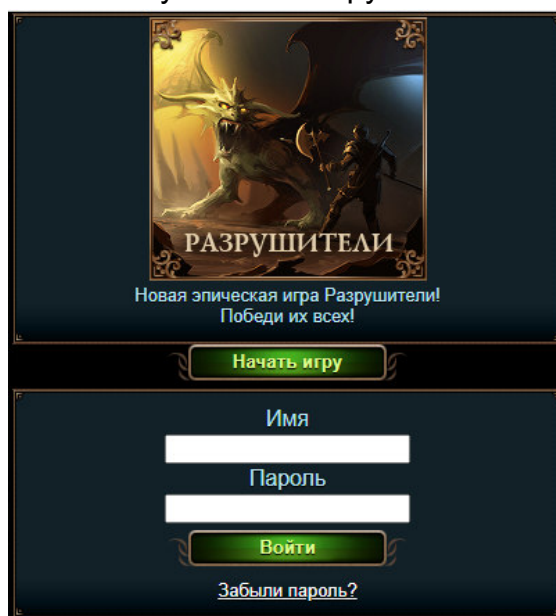 РАЗРУШИТЕЛИ
Новая эпическая игра Разрушители!
Победи их всех!
Начать игру
Имя
Пароль
Войти
Забыли пароль?